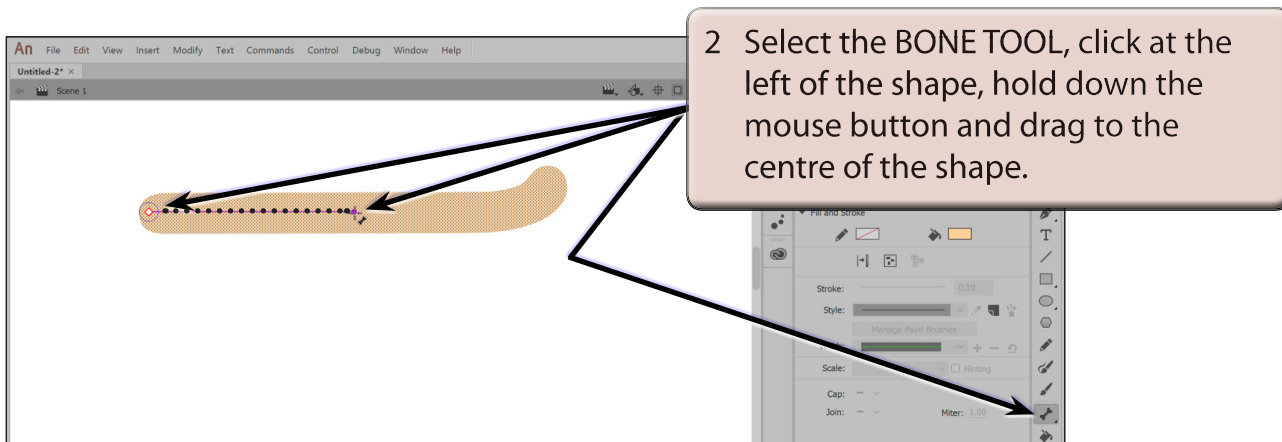 An File Edit View Insert Modify Text Commands Control Debug Window Help
Untitled-2* ×
Scene 1
2 Select the BONE TOOL, click at the
left of the shape, hold down the
mouse button and drag to the
centre of the shape.
Fill and Stroke
Stroke: 0.10
Style:
Manage Paint Brushes
Scale: Hinting
Cap:
Join: Miter: 1.00